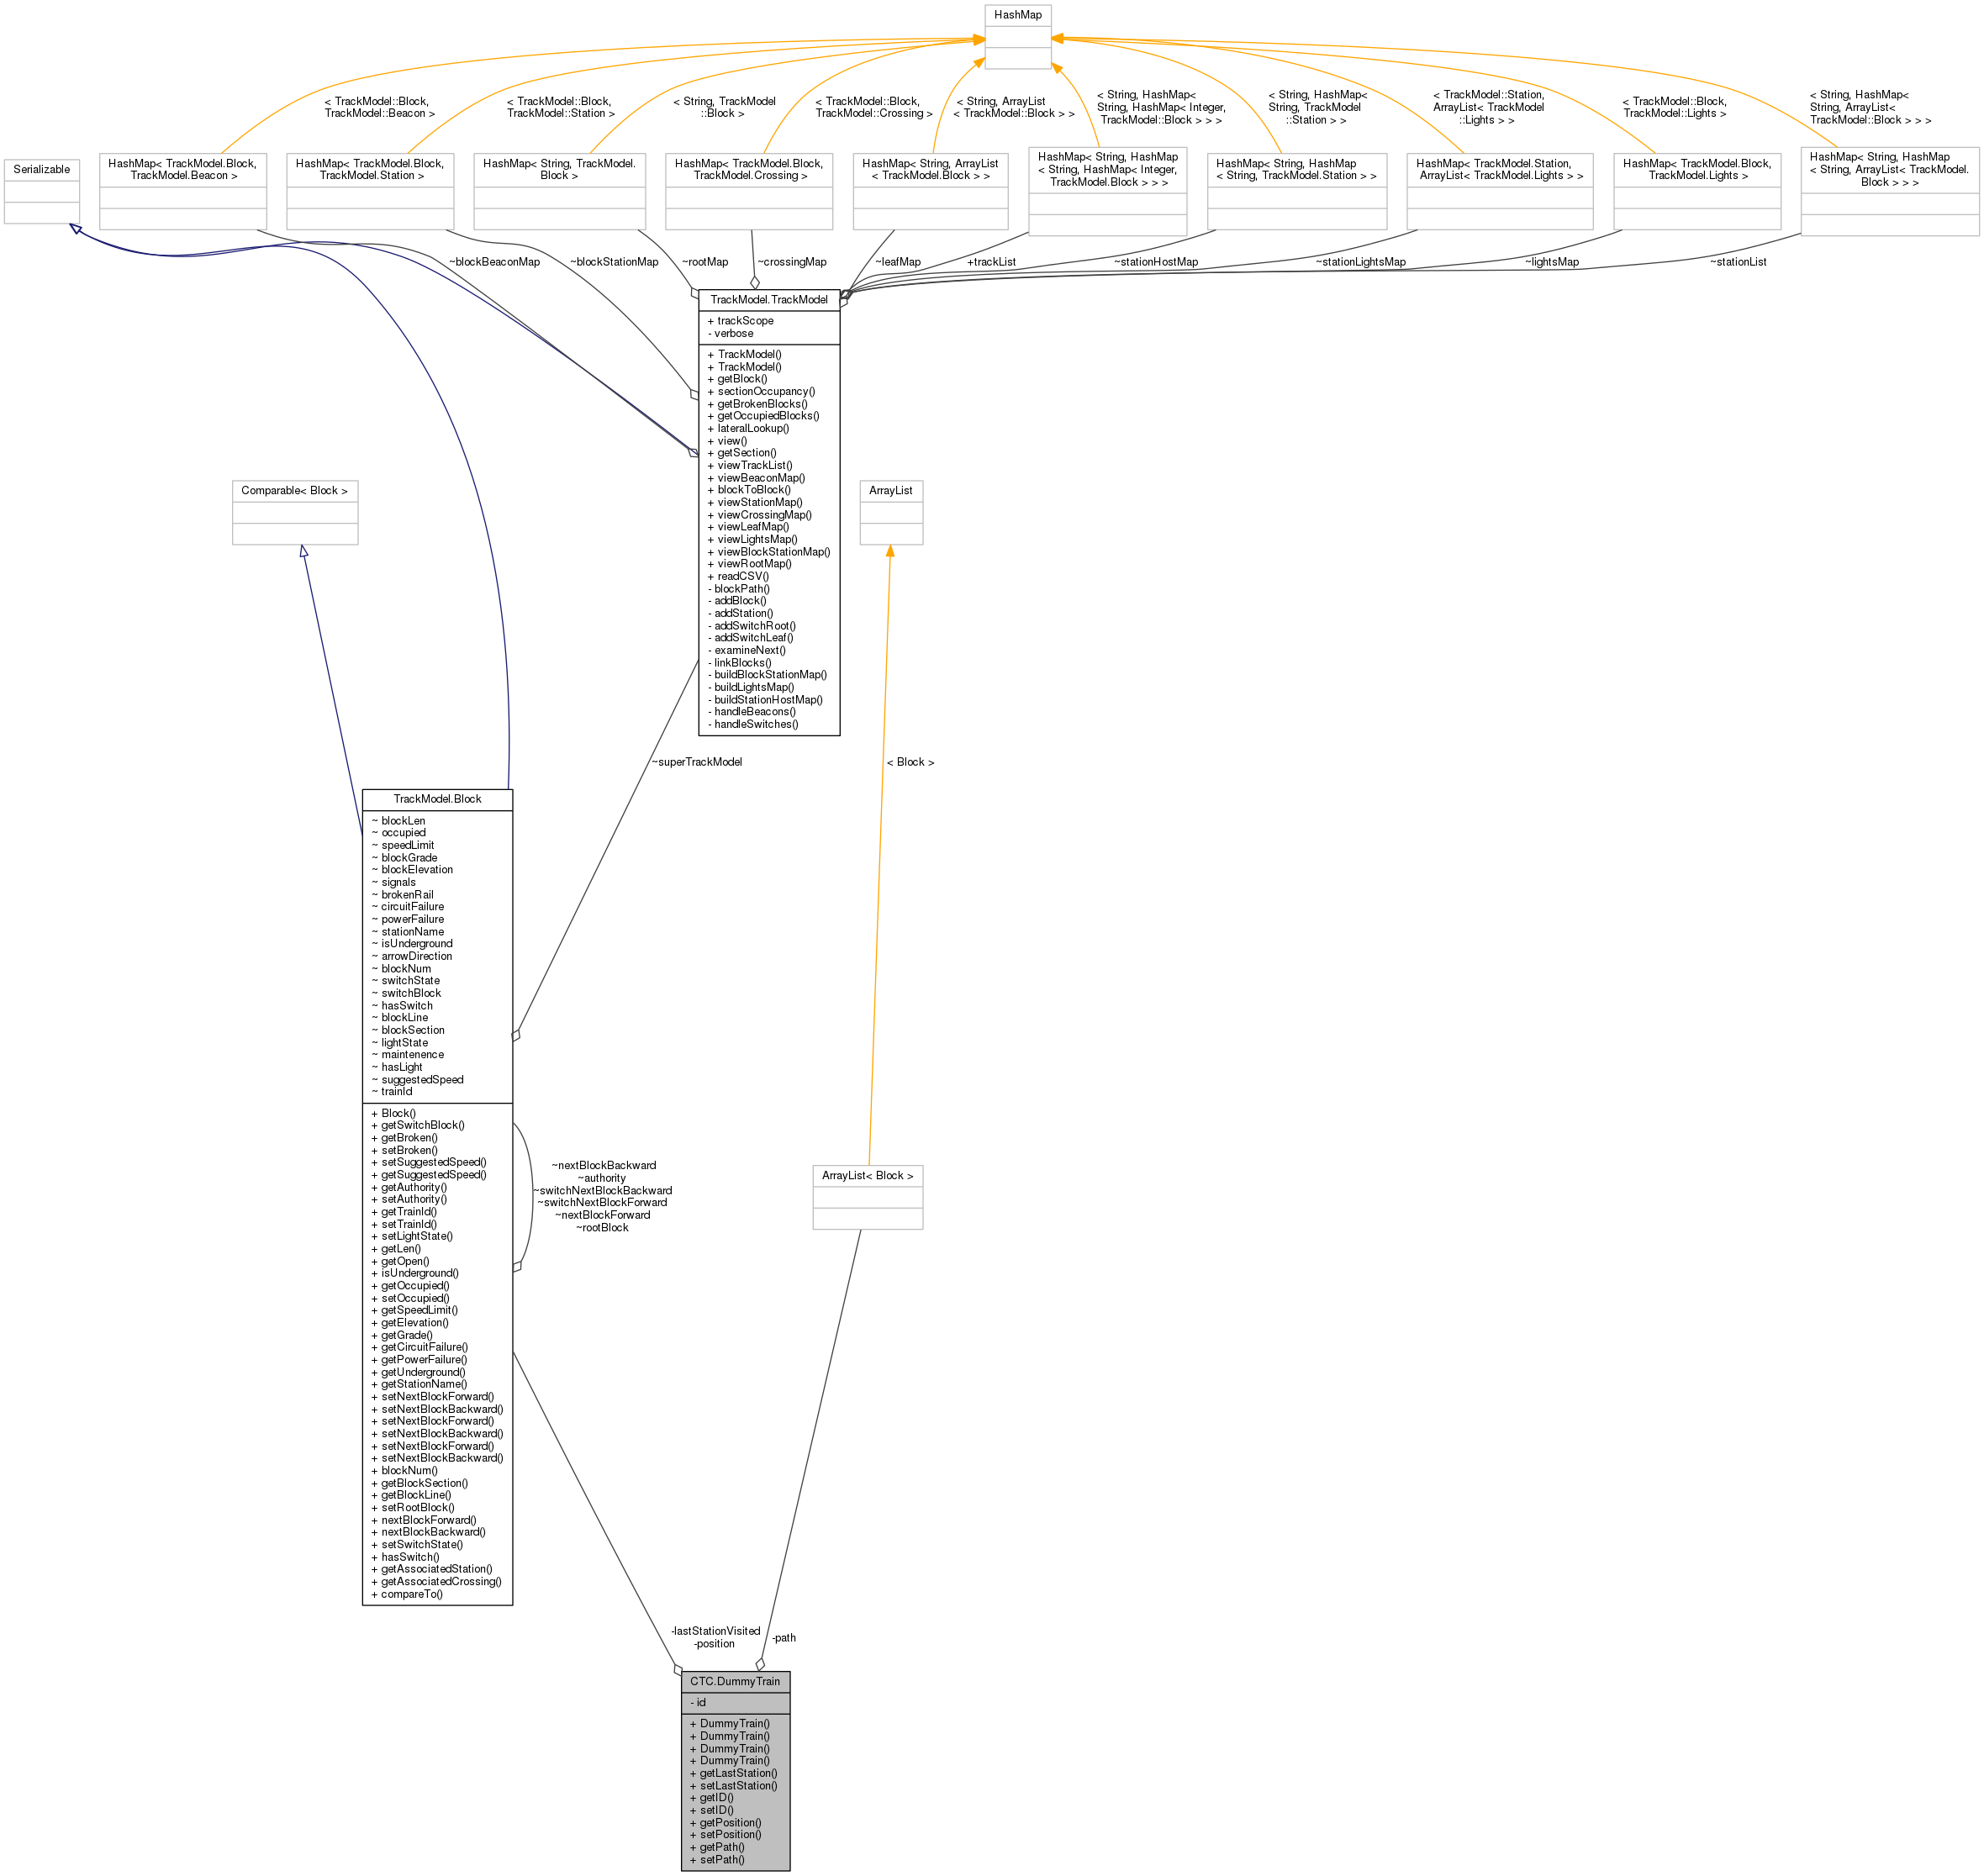 HashMap
< TrackModel::Block,
TrackModel::Beacon >
< TrackModel::Block,
TrackModel::Station >
< String, TrackModel
::Block >
< TrackModel::Block,
TrackModel::Crossing >
< String, ArrayList
< TrackModel::Block > >
< String, HashMap<
String, HashMap< Integer,
TrackModel::Block > > >
< String, HashMap<
String, TrackModel
::Station > >
< TrackModel::Station,
ArrayList< TrackModel
::Lights > >
< TrackModel::Block,
TrackModel::Lights >
< String, HashMap<
String, ArrayList<
TrackModel::Block > > >
Serializable
HashMap< TrackModel.Block,
TrackModel.Beacon >
HashMap< TrackModel.Block,
TrackModel.Station >
HashMap< String, TrackModel.
Block >
HashMap< TrackModel.Block,
TrackModel.Crossing >
HashMap< String, ArrayList
< TrackModel.Block > >
HashMap< String, HashMap
< String, HashMap< Integer,
TrackModel.Block > > >
HashMap< String, HashMap
< String, TrackModel.Station > >
HashMap< TrackModel.Station,
ArrayList< TrackModel.Lights > >
HashMap< TrackModel.Block,
TrackModel.Lights >
HashMap< String, HashMap
< String, ArrayList< TrackModel.
Block > > >
~blockBeaconMap
~blockStationMap
~rootMap
~crossingMap
~leafMap
+trackList
~stationHostMap
~stationLightsMap
~lightsMap
~stationList
TrackModel.TrackModel
+ trackScope
- verbose
+ TrackModel()
+ TrackModel()
+ getBlock()
+ sectionOccupancy()
+ getBrokenBlocks()
+ getOccupiedBlocks()
+ lateralLookup()
+ view()
+ getSection()
+ viewTrackList()
+ viewBeaconMap()
+ blockToBlock()
+ viewStationMap()
+ viewCrossingMap()
+ viewLeafMap()
+ viewLightsMap()
+ viewBlockStationMap()
+ viewRootMap()
+ readCSV()
- blockPath()
- addBlock()
- addStation()
- addSwitchRoot()
- addSwitchLeaf()
- examineNext()
- linkBlocks()
- buildBlockStationMap()
- buildLightsMap()
- buildStationHostMap()
- handleBeacons()
- handleSwitches()
Comparable< Block >
ArrayList
~superTrackModel
< Block >
TrackModel.Block
~ blockLen
~ occupied
~ speedLimit
~ blockGrade
~ blockElevation
~ signals
~ brokenRail
~ circuitFailure
~ powerFailure
~ stationName
~ isUnderground
~ arrowDirection
~ blockNum
~ switchState
~ switchBlock
~ hasSwitch
~ blockLine
~ blockSection
~ lightState
~ maintenence
~ hasLight
~ suggestedSpeed
~ trainId
+ Block()
+ getSwitchBlock()
+ getBroken()
+ setBroken()
+ setSuggestedSpeed()
+ getSuggestedSpeed()
+ getAuthority()
+ setAuthority()
+ getTrainId()
+ setTrainId()
+ setLightState()
+ getLen()
+ getOpen()
+ isUnderground()
+ getOccupied()
+ setOccupied()
+ getSpeedLimit()
+ getElevation()
+ getGrade()
+ getCircuitFailure()
+ getPowerFailure()
+ getUnderground()
+ getStationName()
+ setNextBlockForward()
+ setNextBlockBackward()
+ setNextBlockForward()
+ setNextBlockBackward()
+ setNextBlockForward()
+ setNextBlockBackward()
+ blockNum()
+ getBlockSection()
+ getBlockLine()
+ setRootBlock()
+ nextBlockForward()
+ nextBlockBackward()
+ setSwitchState()
+ hasSwitch()
+ getAssociatedStation()
+ getAssociatedCrossing()
+ compareTo()
~nextBlockBackward
~authority
~switchNextBlockBackward
~switchNextBlockForward
~nextBlockForward
~rootBlock
ArrayList< Block >
-lastStationVisited
-position
-path
CTC.DummyTrain
- id
+ DummyTrain()
+ DummyTrain()
+ DummyTrain()
+ DummyTrain()
+ getLastStation()
+ setLastStation()
+ getID()
+ setID()
+ getPosition()
+ setPosition()
+ getPath()
+ setPath()